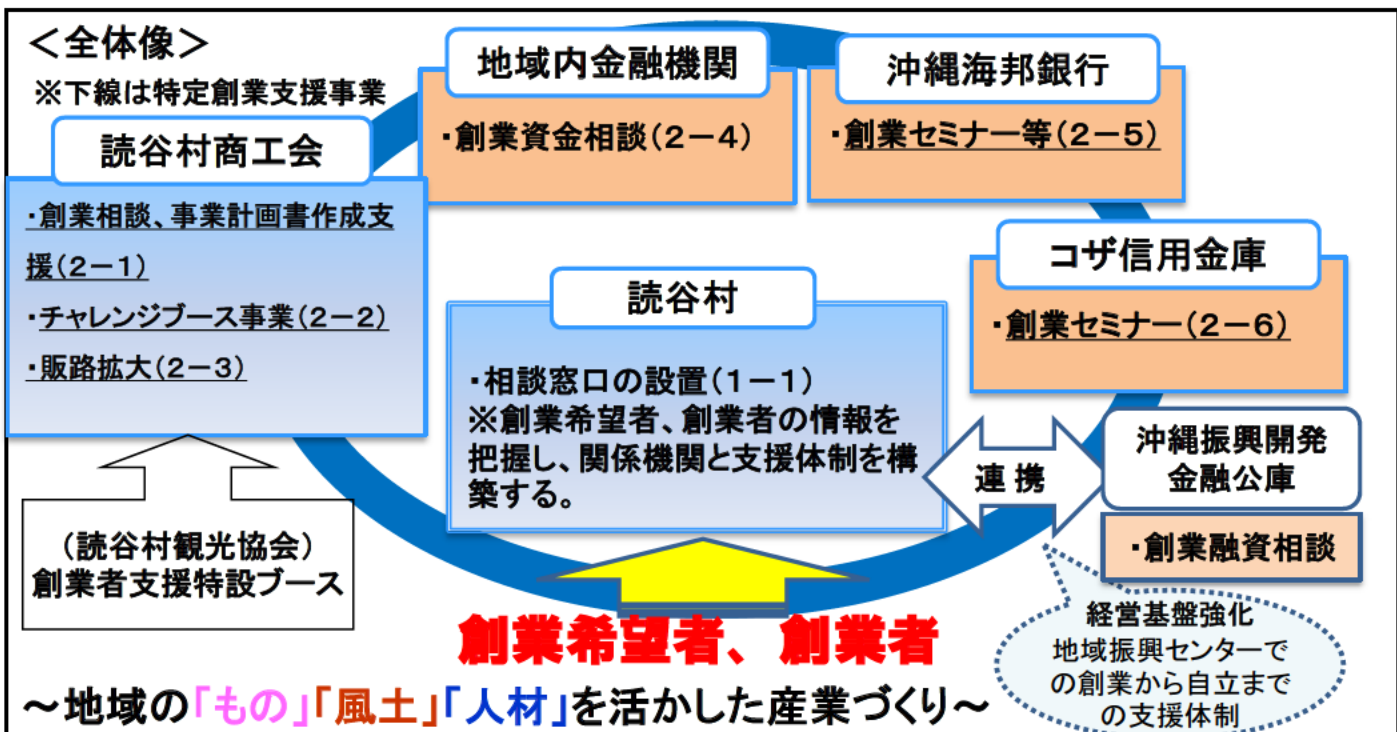 ＜全体像＞
※下線は特定創業支援事業
読谷村商工会
・創業相談、事業計画書作成支
援(2－1)
・チャレンジブース事業(2－2)
・販路拡大(2－3)
地域内金融機関
・創業資金相談(2－4)
沖縄海邦銀行
・創業セミナー等(2－5)
コザ信用金庫
・創業セミナー(2－6)
読谷村
・相談窓口の設置(1－1)
※創業希望者、創業者の情報を
把握し、関係機関と支援体制を構
築する。
連携
沖縄振興開発
金融公庫
・創業融資相談
(読谷村観光協会)
創業者支援特設ブース
経営基盤強化
地域振興センターで
の創業から自立まで
の支援体制
創業希望者、創業者
～地域の「もの」「風土」「人材」を活かした産業づくり～